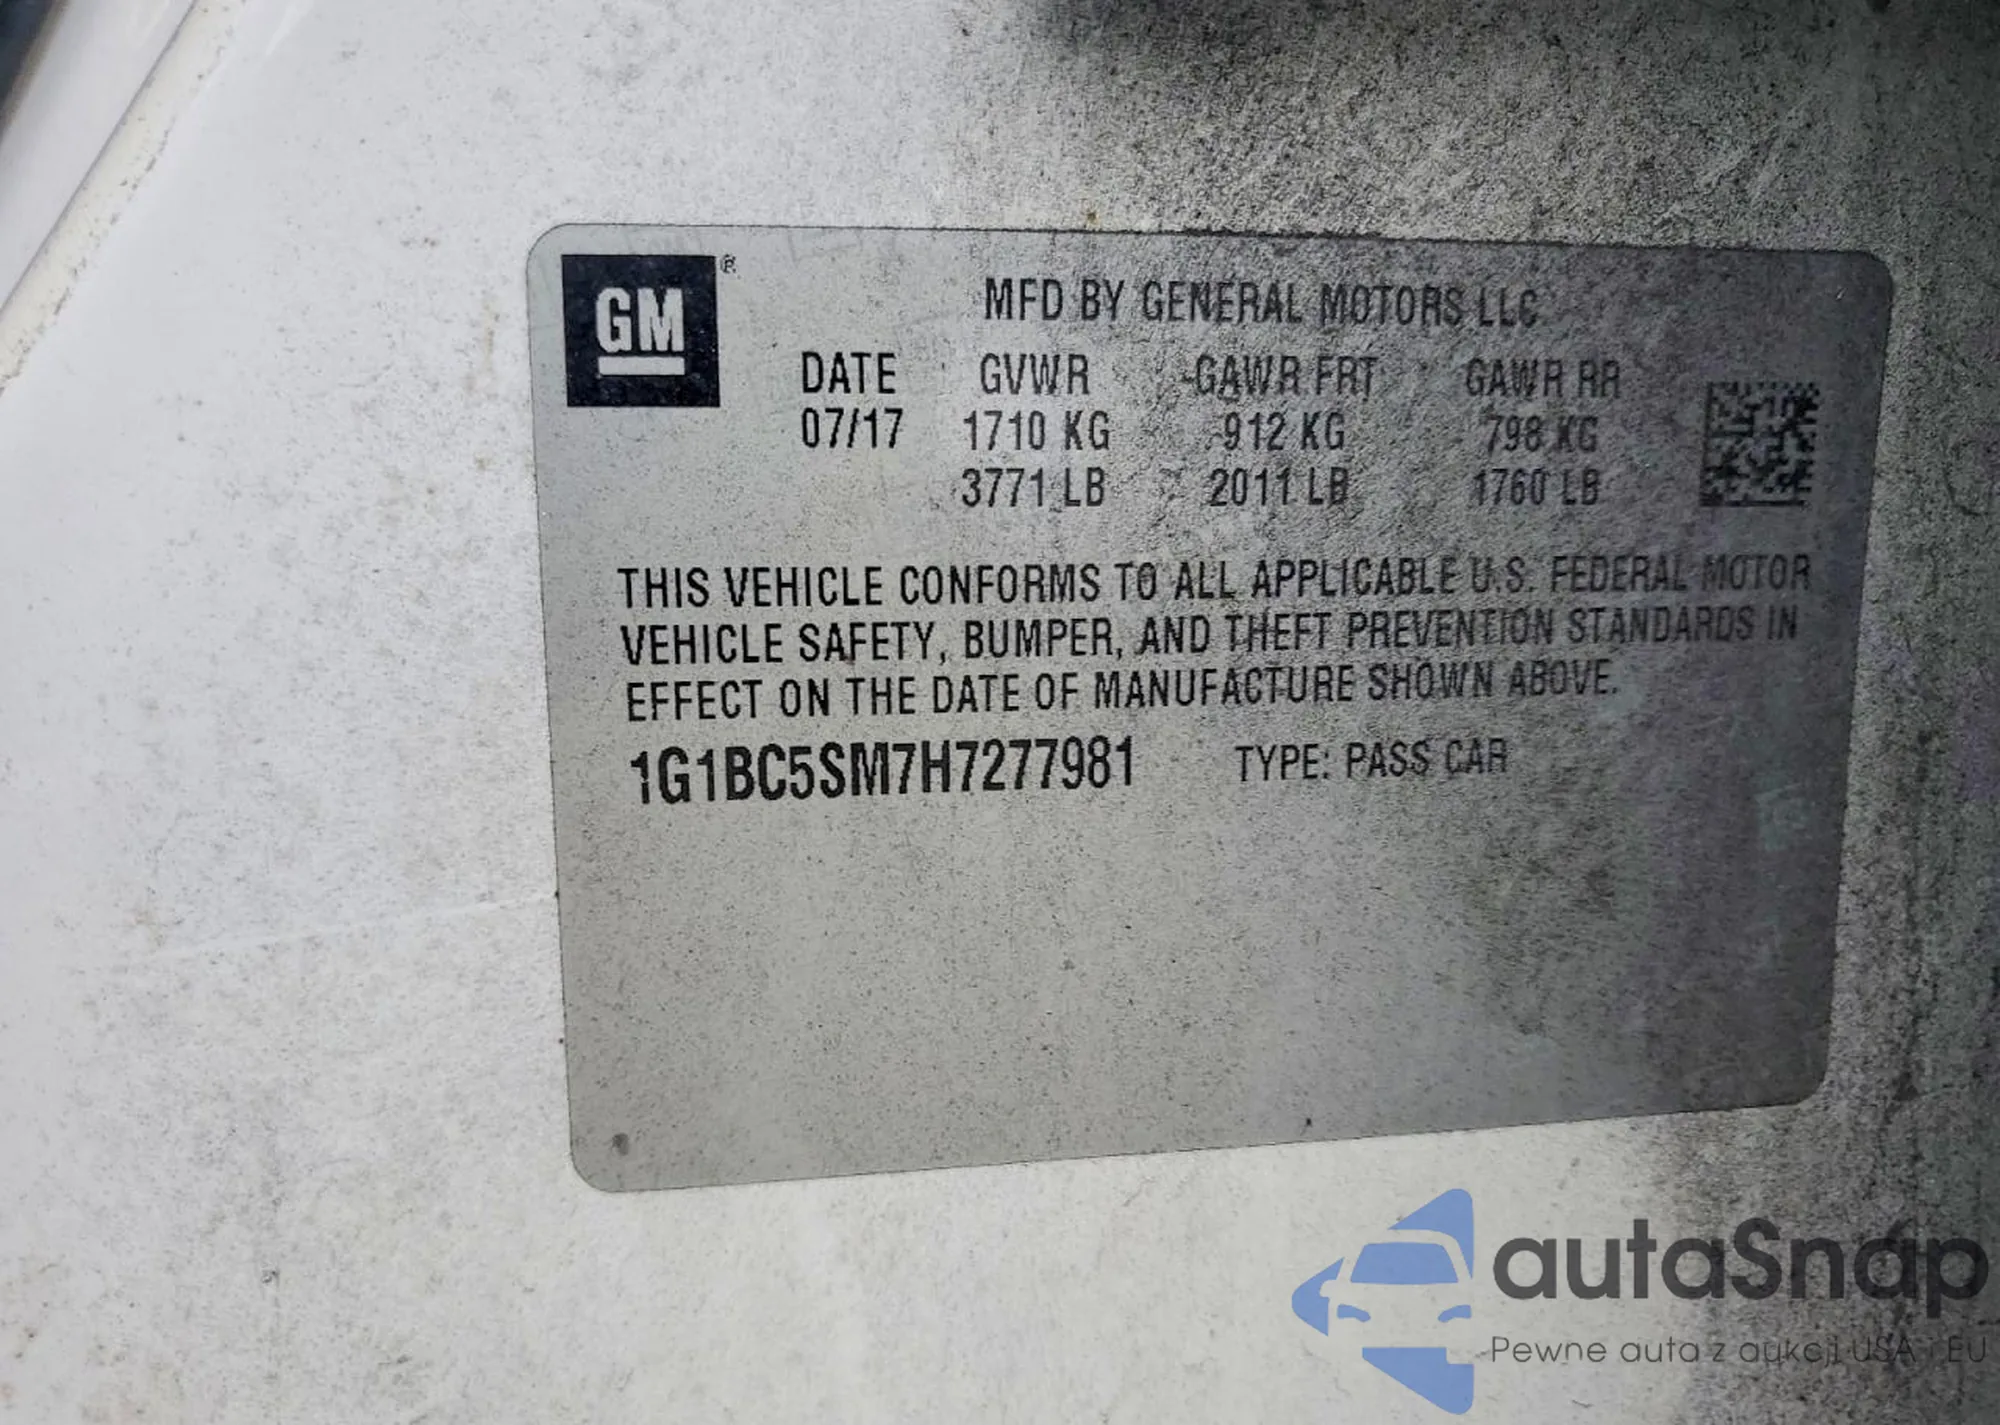 GM ®
MFD BY GENERAL MOTORS LLC
DATE GVWR GAWR FRT GAWR RR
07/17 1710 KG 912 KG 798 KG
3771 LB 2011 LB 1760 LB
THIS VEHICLE CONFORMS TO ALL APPLICABLE U.S. FEDERAL MOTOR
VEHICLE SAFETY, BUMPER, AND THEFT PREVENTION STANDARDS IN
EFFECT ON THE DATE OF MANUFACTURE SHOWN ABOVE.
1G1BC5SM7H7277981 TYPE: PASS CAR
autaSnap
Pewne auta z aukcji USA i EU